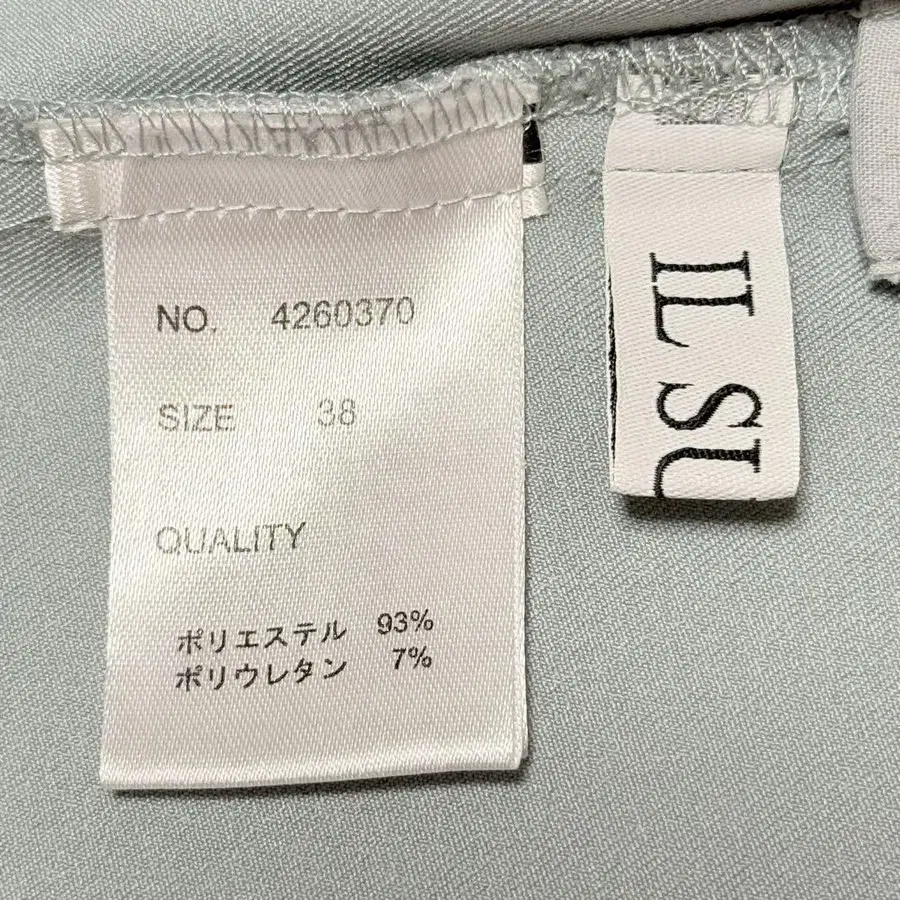 NO. 4260370
SIZE 38
QUALITY
ポリエステル 93%
ポリウレタン 7%
IL SU